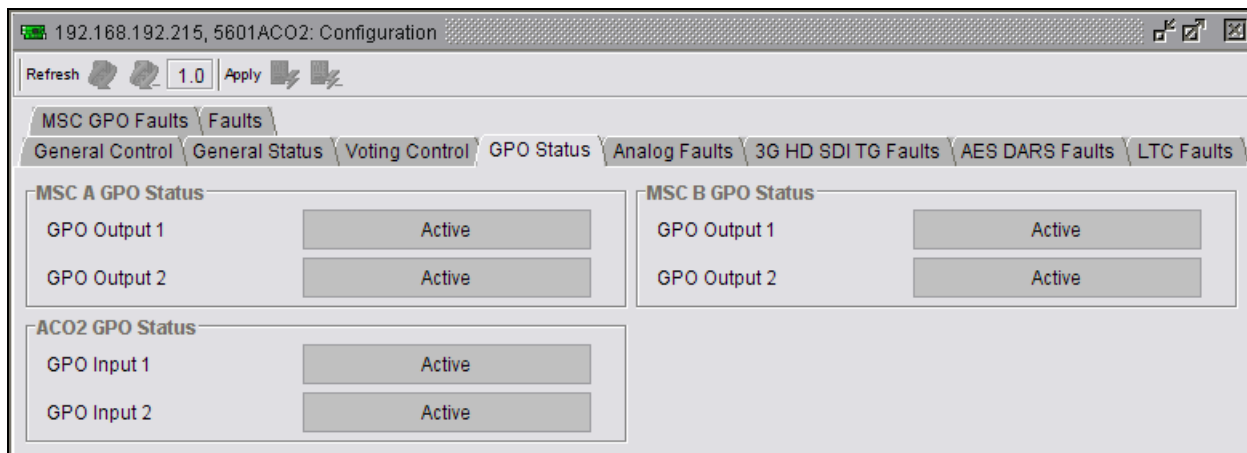 192.168.192.215, 5601ACO2: Configuration
Refresh 1.0 Apply
MSC GPO Faults Faults
General Control General Status Voting Control GPO Status Analog Faults 3G HD SDI TG Faults AES DARS Faults LTC Faults
MSC A GPO Status MSC B GPO Status
GPO Output 1 Active GPO Output 1 Active
GPO Output 2 Active GPO Output 2 Active
ACO2 GPO Status
GPO Input 1 Active
GPO Input 2 Active